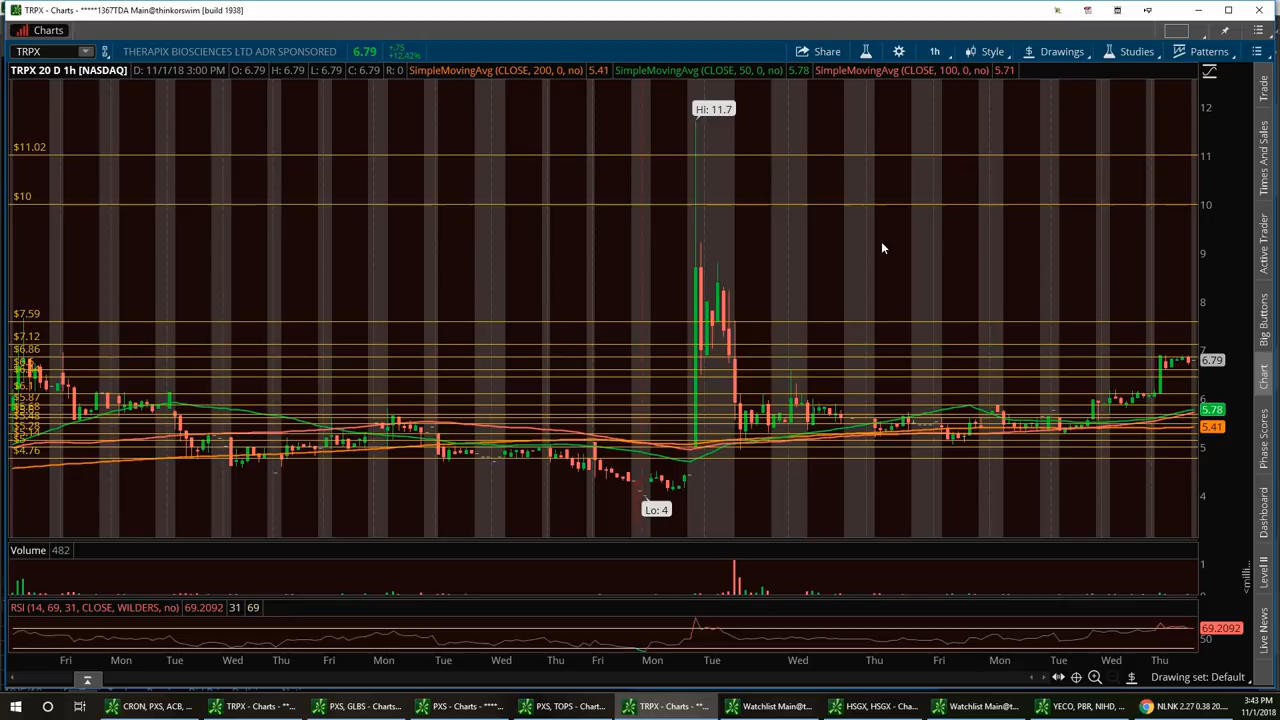 TRPX - Charts - *****1367TDA Main@thinkorswim [build 1938]
Charts
TRPX THERAPIX BIOSCIENCES LTD ADR SPONSORED 6.79 +.75 +12.42% Share 1h Style Drawings Studies Patterns
TRPX 20 D 1h [NASDAQ] D: 11/1/18 3:00 PM O: 6.79 H: 6.79 L: 6.79 C: 6.79 R: 0 SimpleMovingAvg (CLOSE, 200, 0, no) 5.41 SimpleMovingAvg (CLOSE, 50, 0, no) 5.78 SimpleMovingAvg (CLOSE, 100, 0, no) 5.71
Hi: 11.7
12
$11.02
11
$10
10
9
8
$7.59
$7.12
7
$6.86
6.79
$6.1
6
$5.87
5.78
5.41
$4.76
5
4
Lo: 4
Trade
Times And Sales
Active Trader
Big Buttons
Chart
Phase Scores
Dashboard
Level II
Live News
Volume 482
1
<milli...
RSI (14, 69, 31, CLOSE, WILDERS, no) 69.2092 31 69
69.2092
50
Fri Mon Tue Wed Thu Fri Mon Tue Wed Thu Fri Mon Tue Wed Thu Fri Mon Tue Wed Thu
Drawing set: Default
CRON, PXS, ACB, ... TRPX - Charts - **... PXS, GLBS - Charts... PXS - Charts - ****... PXS, TOPS - Chart... TRPX - Charts - **... Watchlist Main@t... HSGX, HSGX - Cha... Watchlist Main@t... YECO, PBR, NIHD, ... NLNK 2.27 0.38 20...
3:43 PM
11/1/2018